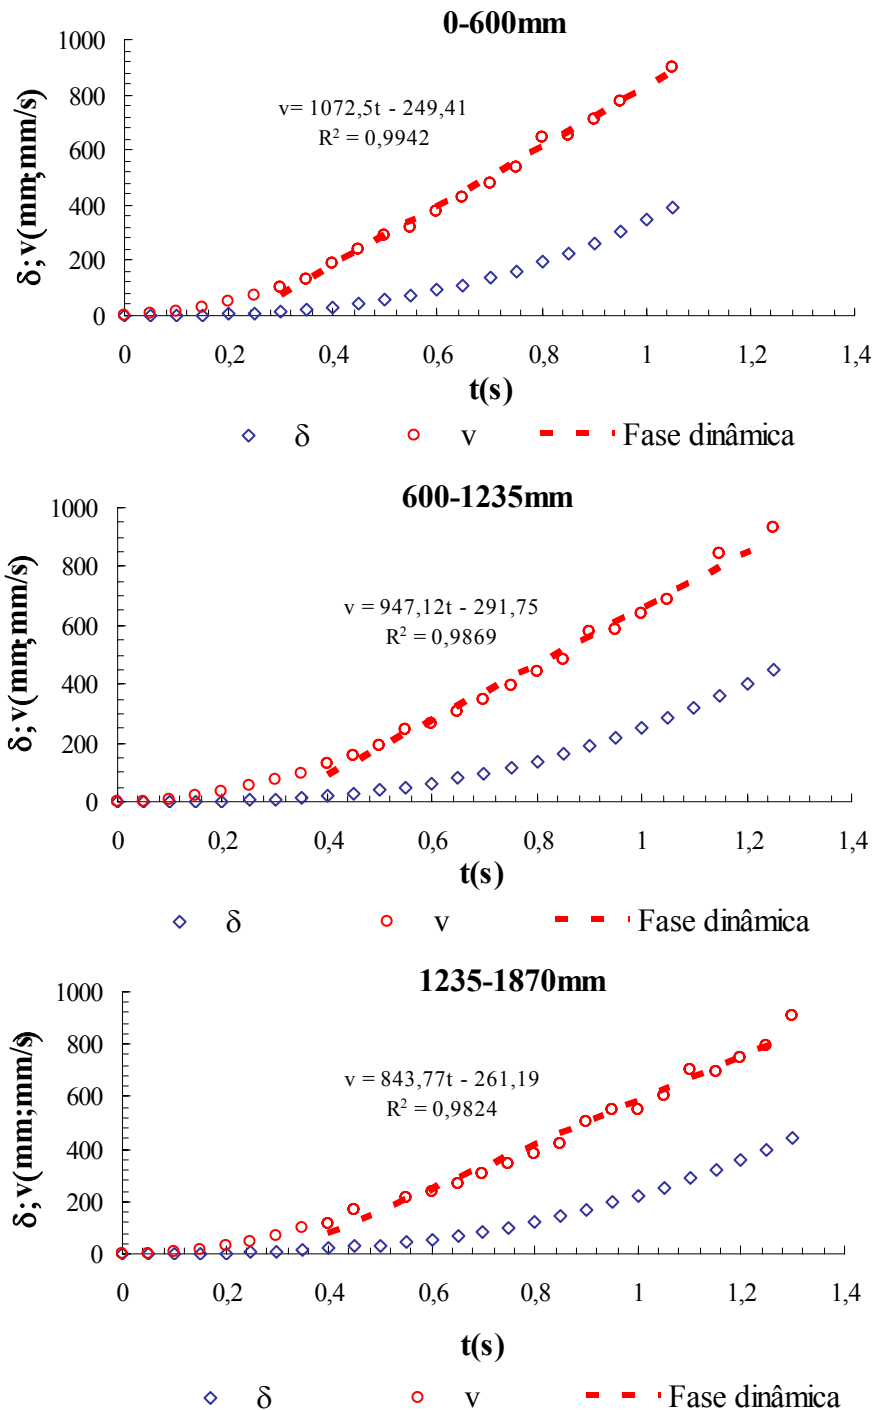 0-600mm
1000
800
600
400
200
0
δ; v(mm;mm/s)
v= 1072,5t - 249,41
R² = 0,9942
0 0,2 0,4 0,6 0,8 1 1,2 1,4
t(s)
δ v Fase dinâmica
600-1235mm
1000
800
600
400
200
0
δ; v(mm;mm/s)
v = 947,12t - 291,75
R² = 0,9869
0 0,2 0,4 0,6 0,8 1 1,2 1,4
t(s)
δ v Fase dinâmica
1235-1870mm
1000
800
600
400
200
0
δ; v(mm;mm/s)
v = 843,77t - 261,19
R² = 0,9824
0 0,2 0,4 0,6 0,8 1 1,2 1,4
t(s)
δ v Fase dinâmica